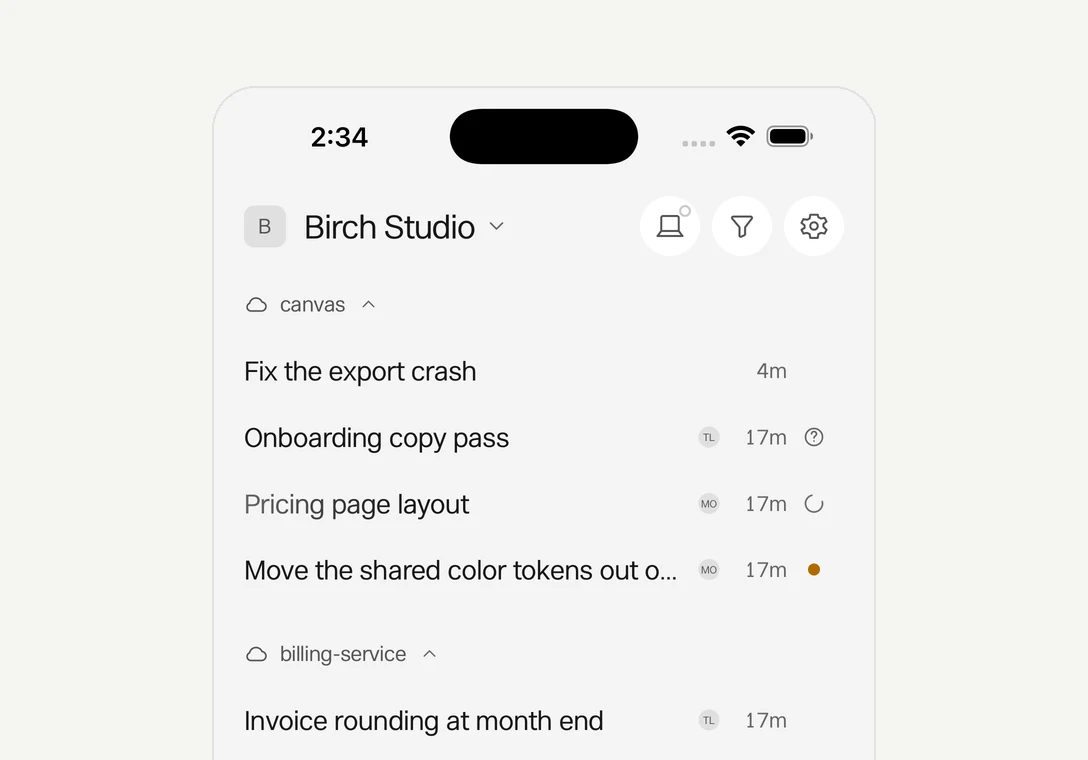 2:34
B Birch Studio
canvas
Fix the export crash 4m
Onboarding copy pass TL 17m
Pricing page layout MO 17m
Move the shared color tokens out o... MO 17m
billing-service
Invoice rounding at month end TL 17m